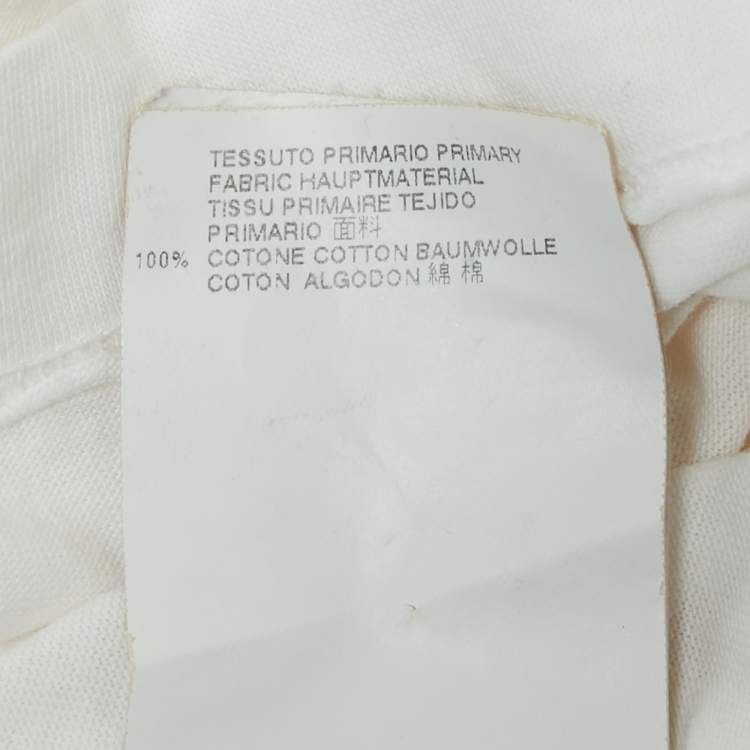 TESSUTO PRIMARIO PRIMARY
FABRIC HAUPTMATERIAL
TISSU PRIMAIRE TEJIDO
PRIMARIO 面料
100% COTONE COTTON BAUMWOLLE
COTON ALGODON 綿 棉